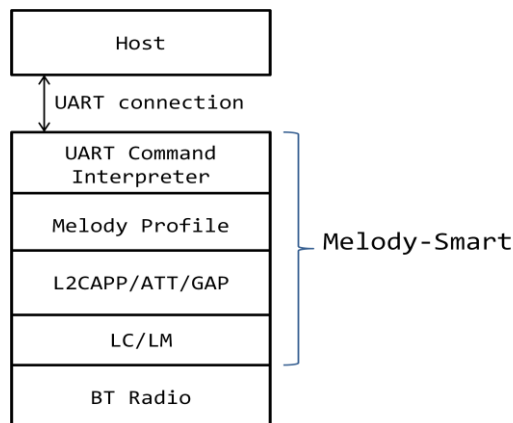 Host
UART connection
UART Command
Interpreter
Melody Profile
Melody-Smart
L2CAPP/ATT/GAP
LC/LM
BT Radio